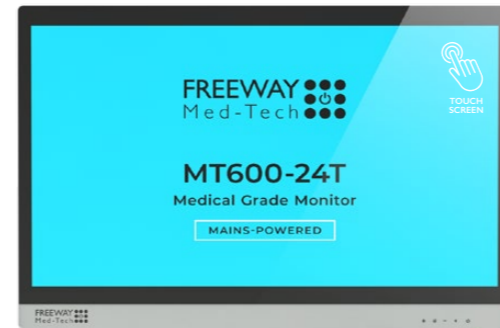 FREEWAY
Med-Tech
TOUCH
SCREEN
MT600-24T
Medical Grade Monitor
MAINS-POWERED
FREEWAY
Med-Tech